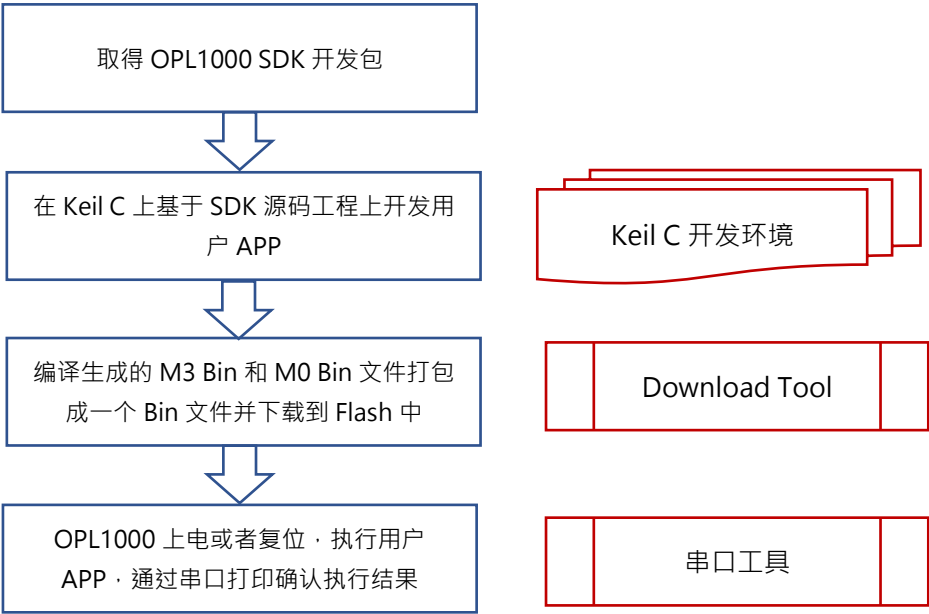 取得 OPL1000 SDK 开发包
在 Keil C 上基于 SDK 源码工程上开发用
户 APP
Keil C 开发环境
编译生成的 M3 Bin 和 M0 Bin 文件打包
成一个 Bin 文件并下载到 Flash 中
Download Tool
OPL1000 上电或者复位，执行用户
APP，通过串口打印确认执行结果
串口工具